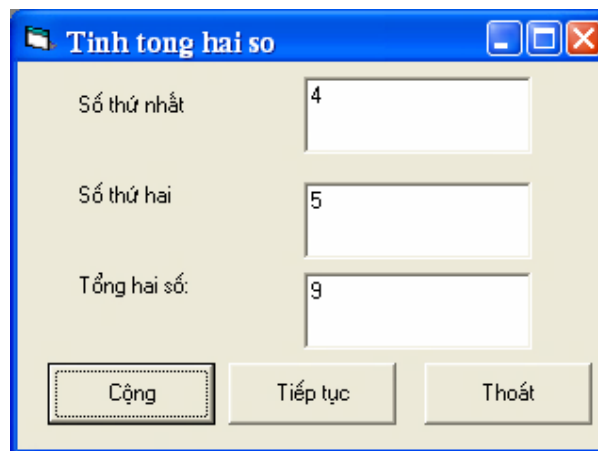 Tinh tong hai so
Số thứ nhất 4
Số thứ hai 5
Tổng hai số: 9
Cộng Tiếp tục Thoát